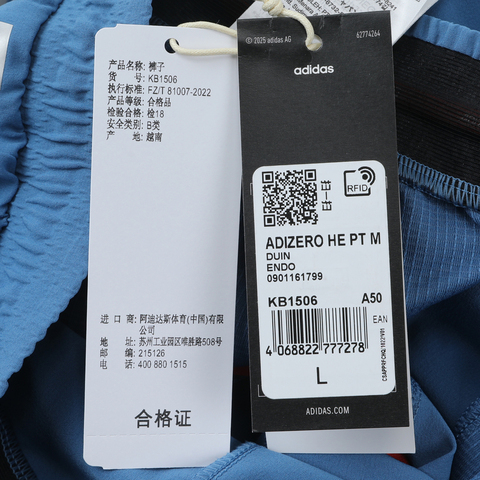 产品名称: 裤子
货 号: KB1506
执行标准: FZ/T 81007-2022
产品等级: 合格品
检验合格: 检18
安全类别: B类
产 地: 越南
进 口 商: 阿迪达斯体育(中国)有限
公司
地 址: 苏州工业园区唯胜路508号
邮 编: 215126
电 话: 400 880 1515
合格证
© 2025 adidas AG
62774264
adidas
RFID
ADIZERO HE PT M
DUIN
ENDO
0901161799
KB1506
A50
EAN
4 068822 777278
L
ADIDAS.COM